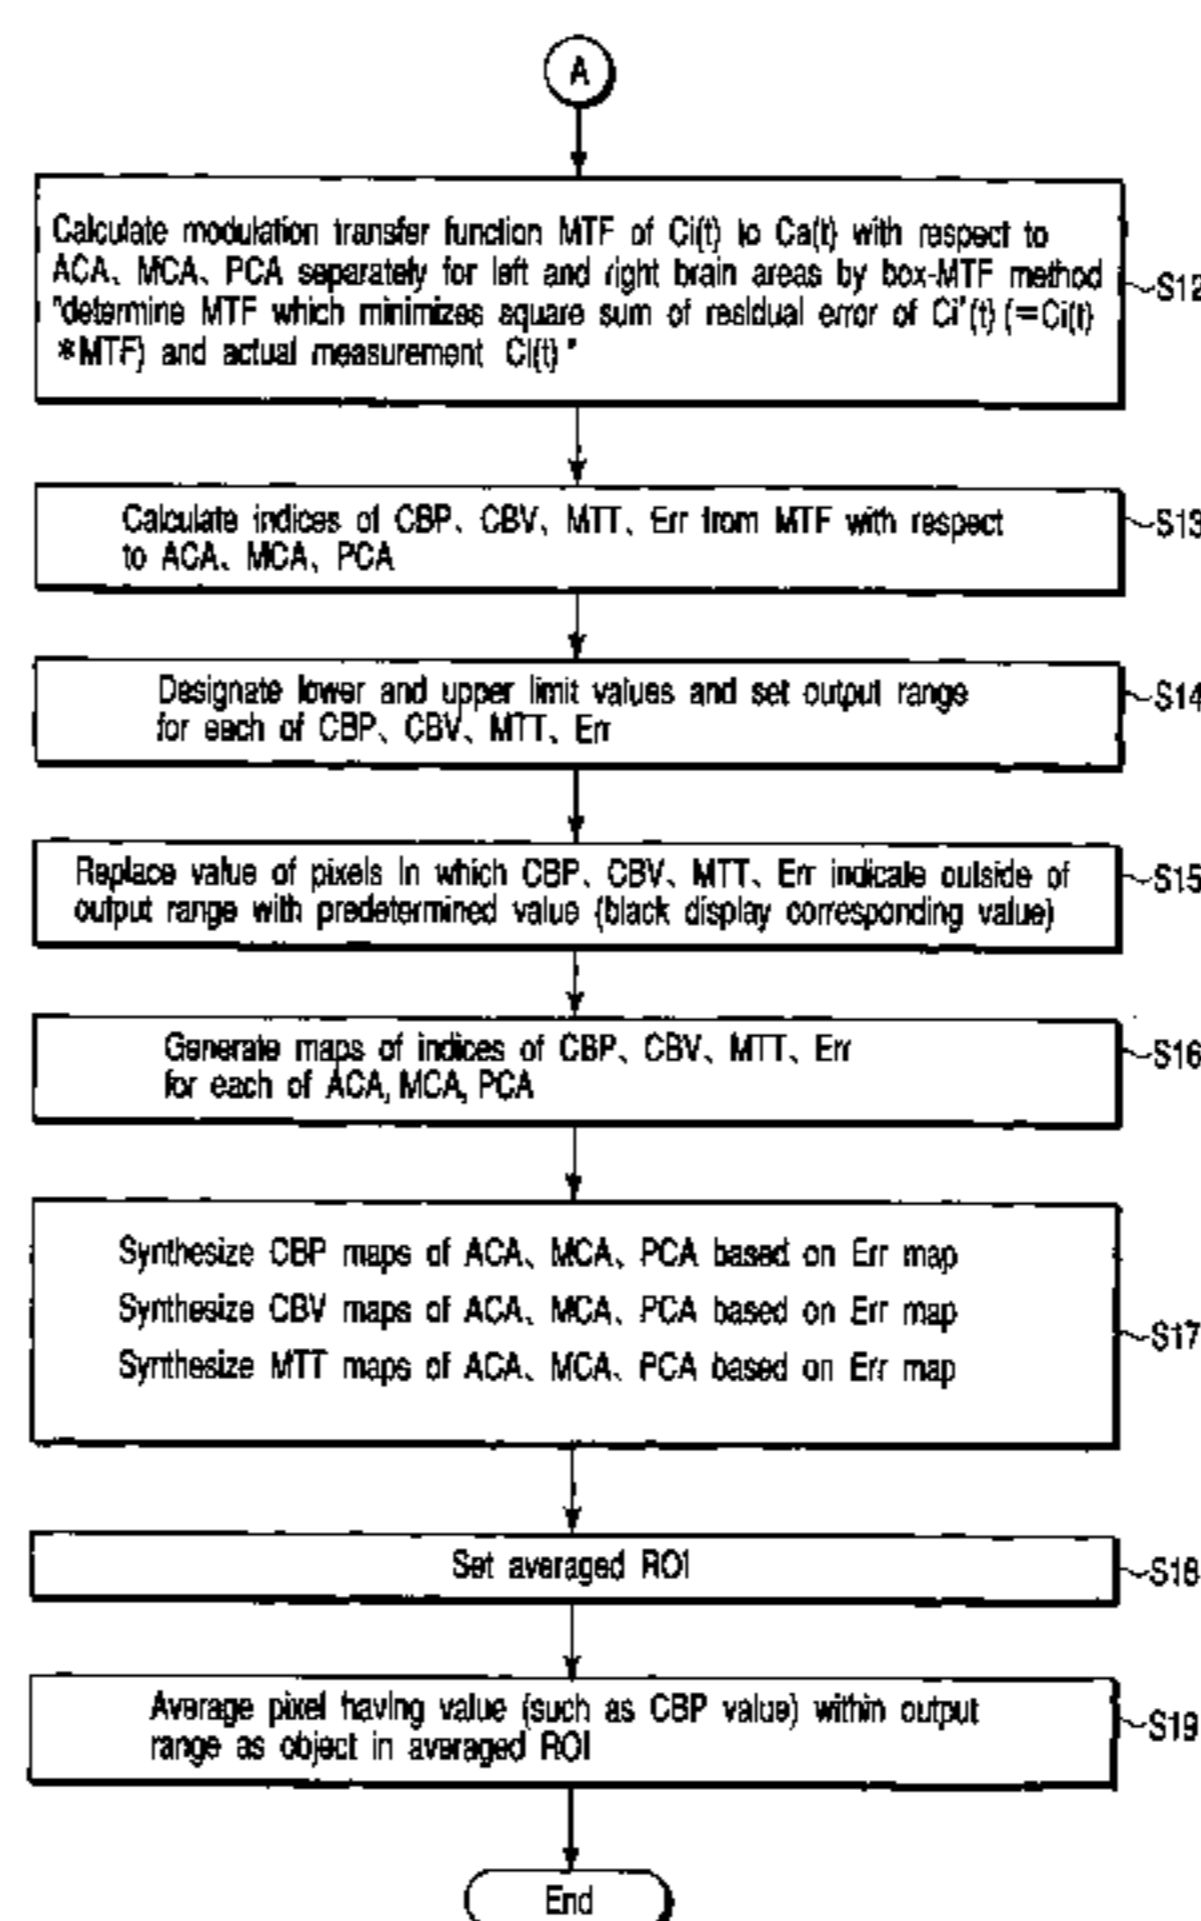 A
Calculate modulation transfer function MTF of Ci(t) to Ca(t) with respect to
ACA、MCA、PCA separately for left and right brain areas by box-MTF method
"determine MTF which minimizes square sum of residual error of Ci'(t) (=Ci(t)
*MTF) and actual measurement Ci(t) "
S12
Calculate indices of CBP、CBV、MTT、Err from MTF with respect
to ACA、MCA、PCA
S13
Designate lower and upper limit values and set output range
for each of CBP、CBV、MTT、Err
S14
Replace value of pixels in which CBP、CBV、MTT、Err indicate outside of
output range with predetermined value (black display corresponding value)
S15
Generate maps of indices of CBP、CBV、MTT、Err
for each of ACA, MCA, PCA
S16
Synthesize CBP maps of ACA、MCA、PCA based on Err map
Synthesize CBV maps of ACA、MCA、PCA based on Err map
Synthesize MTT maps of ACA、MCA、PCA based on Err map
S17
Set averaged ROI
S18
Average pixel having value (such as CBP value) within output
range as object in averaged ROI
S19
End